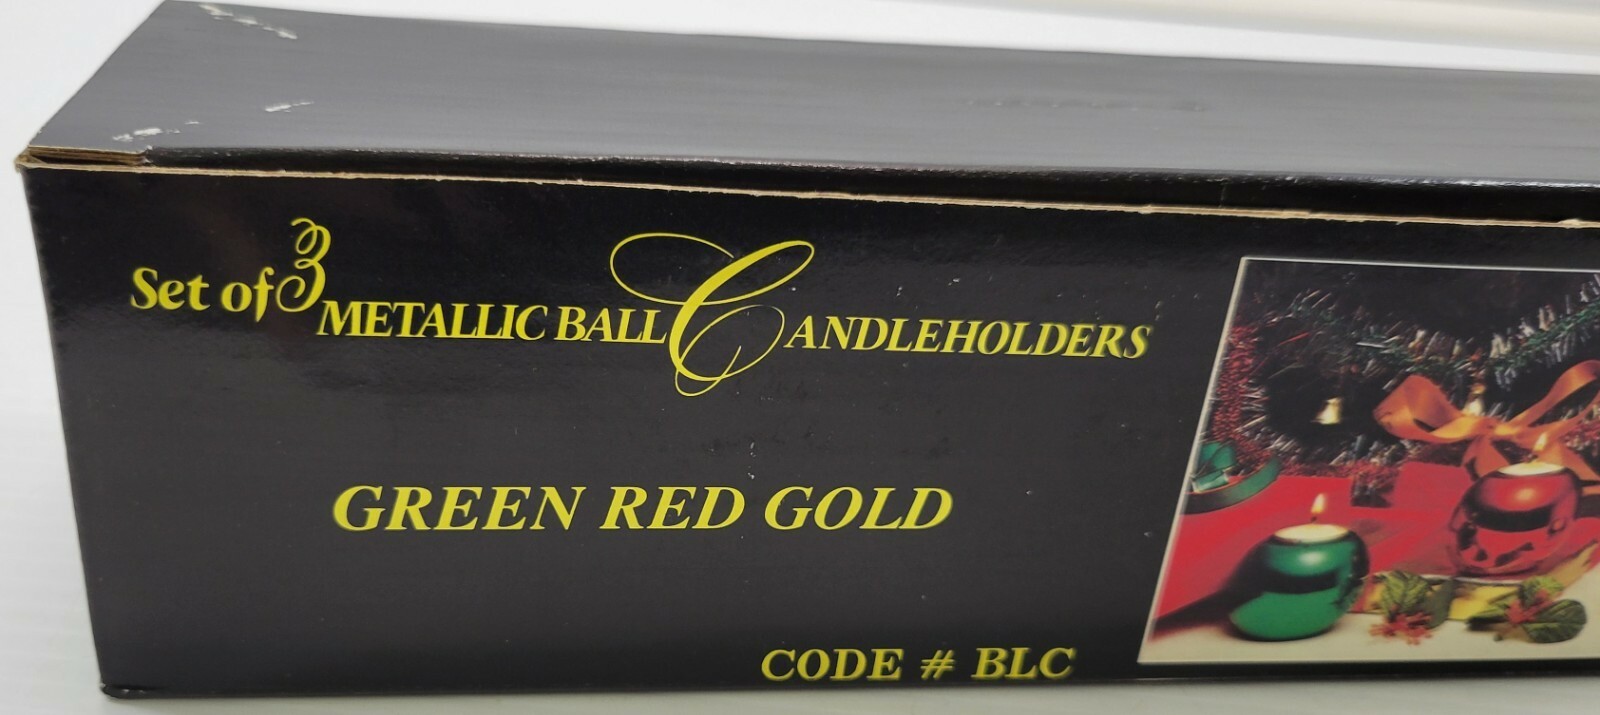 Set of 3 METALLIC BALL CANDLEHOLDERS
GREEN RED GOLD
CODE # BLC